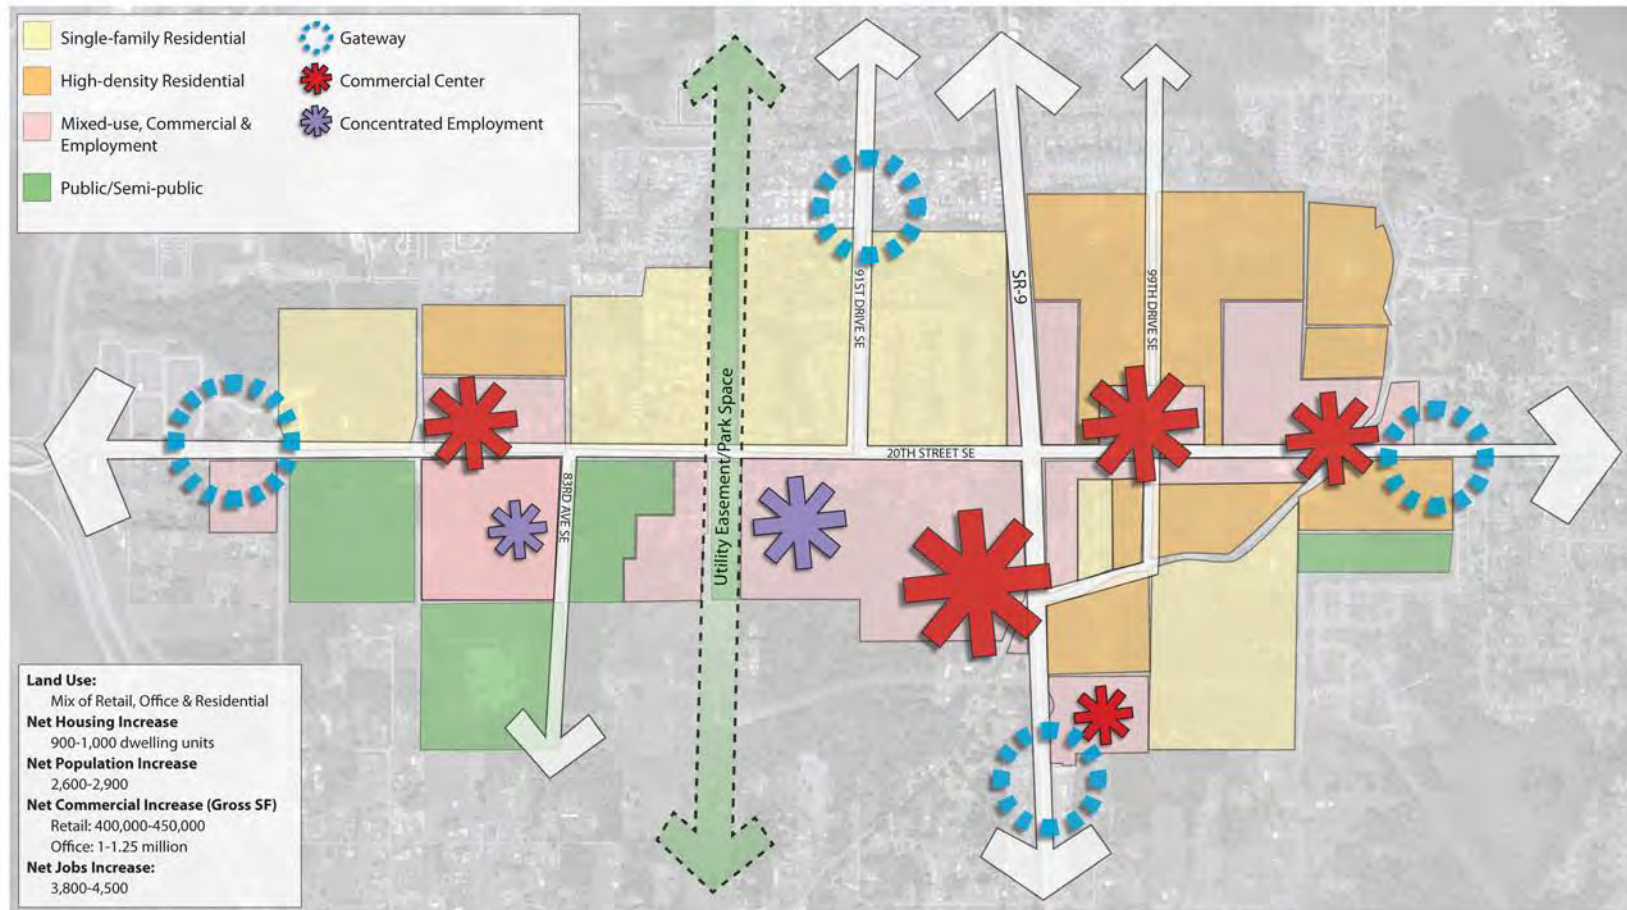 Single-family Residential
High-density Residential
Mixed-use, Commercial &
Employment
Public/Semi-public
Gateway
Commercial Center
Concentrated Employment
91ST DRIVE SE
SR-9
99TH DRIVE SE
Utility Easement/Park Space
20TH STREET SE
83RD AVE SE
Land Use:
Mix of Retail, Office & Residential
Net Housing Increase
900-1,000 dwelling units
Net Population Increase
2,600-2,900
Net Commercial Increase (Gross SF)
Retail: 400,000-450,000
Office: 1-1.25 million
Net Jobs Increase:
3,800-4,500